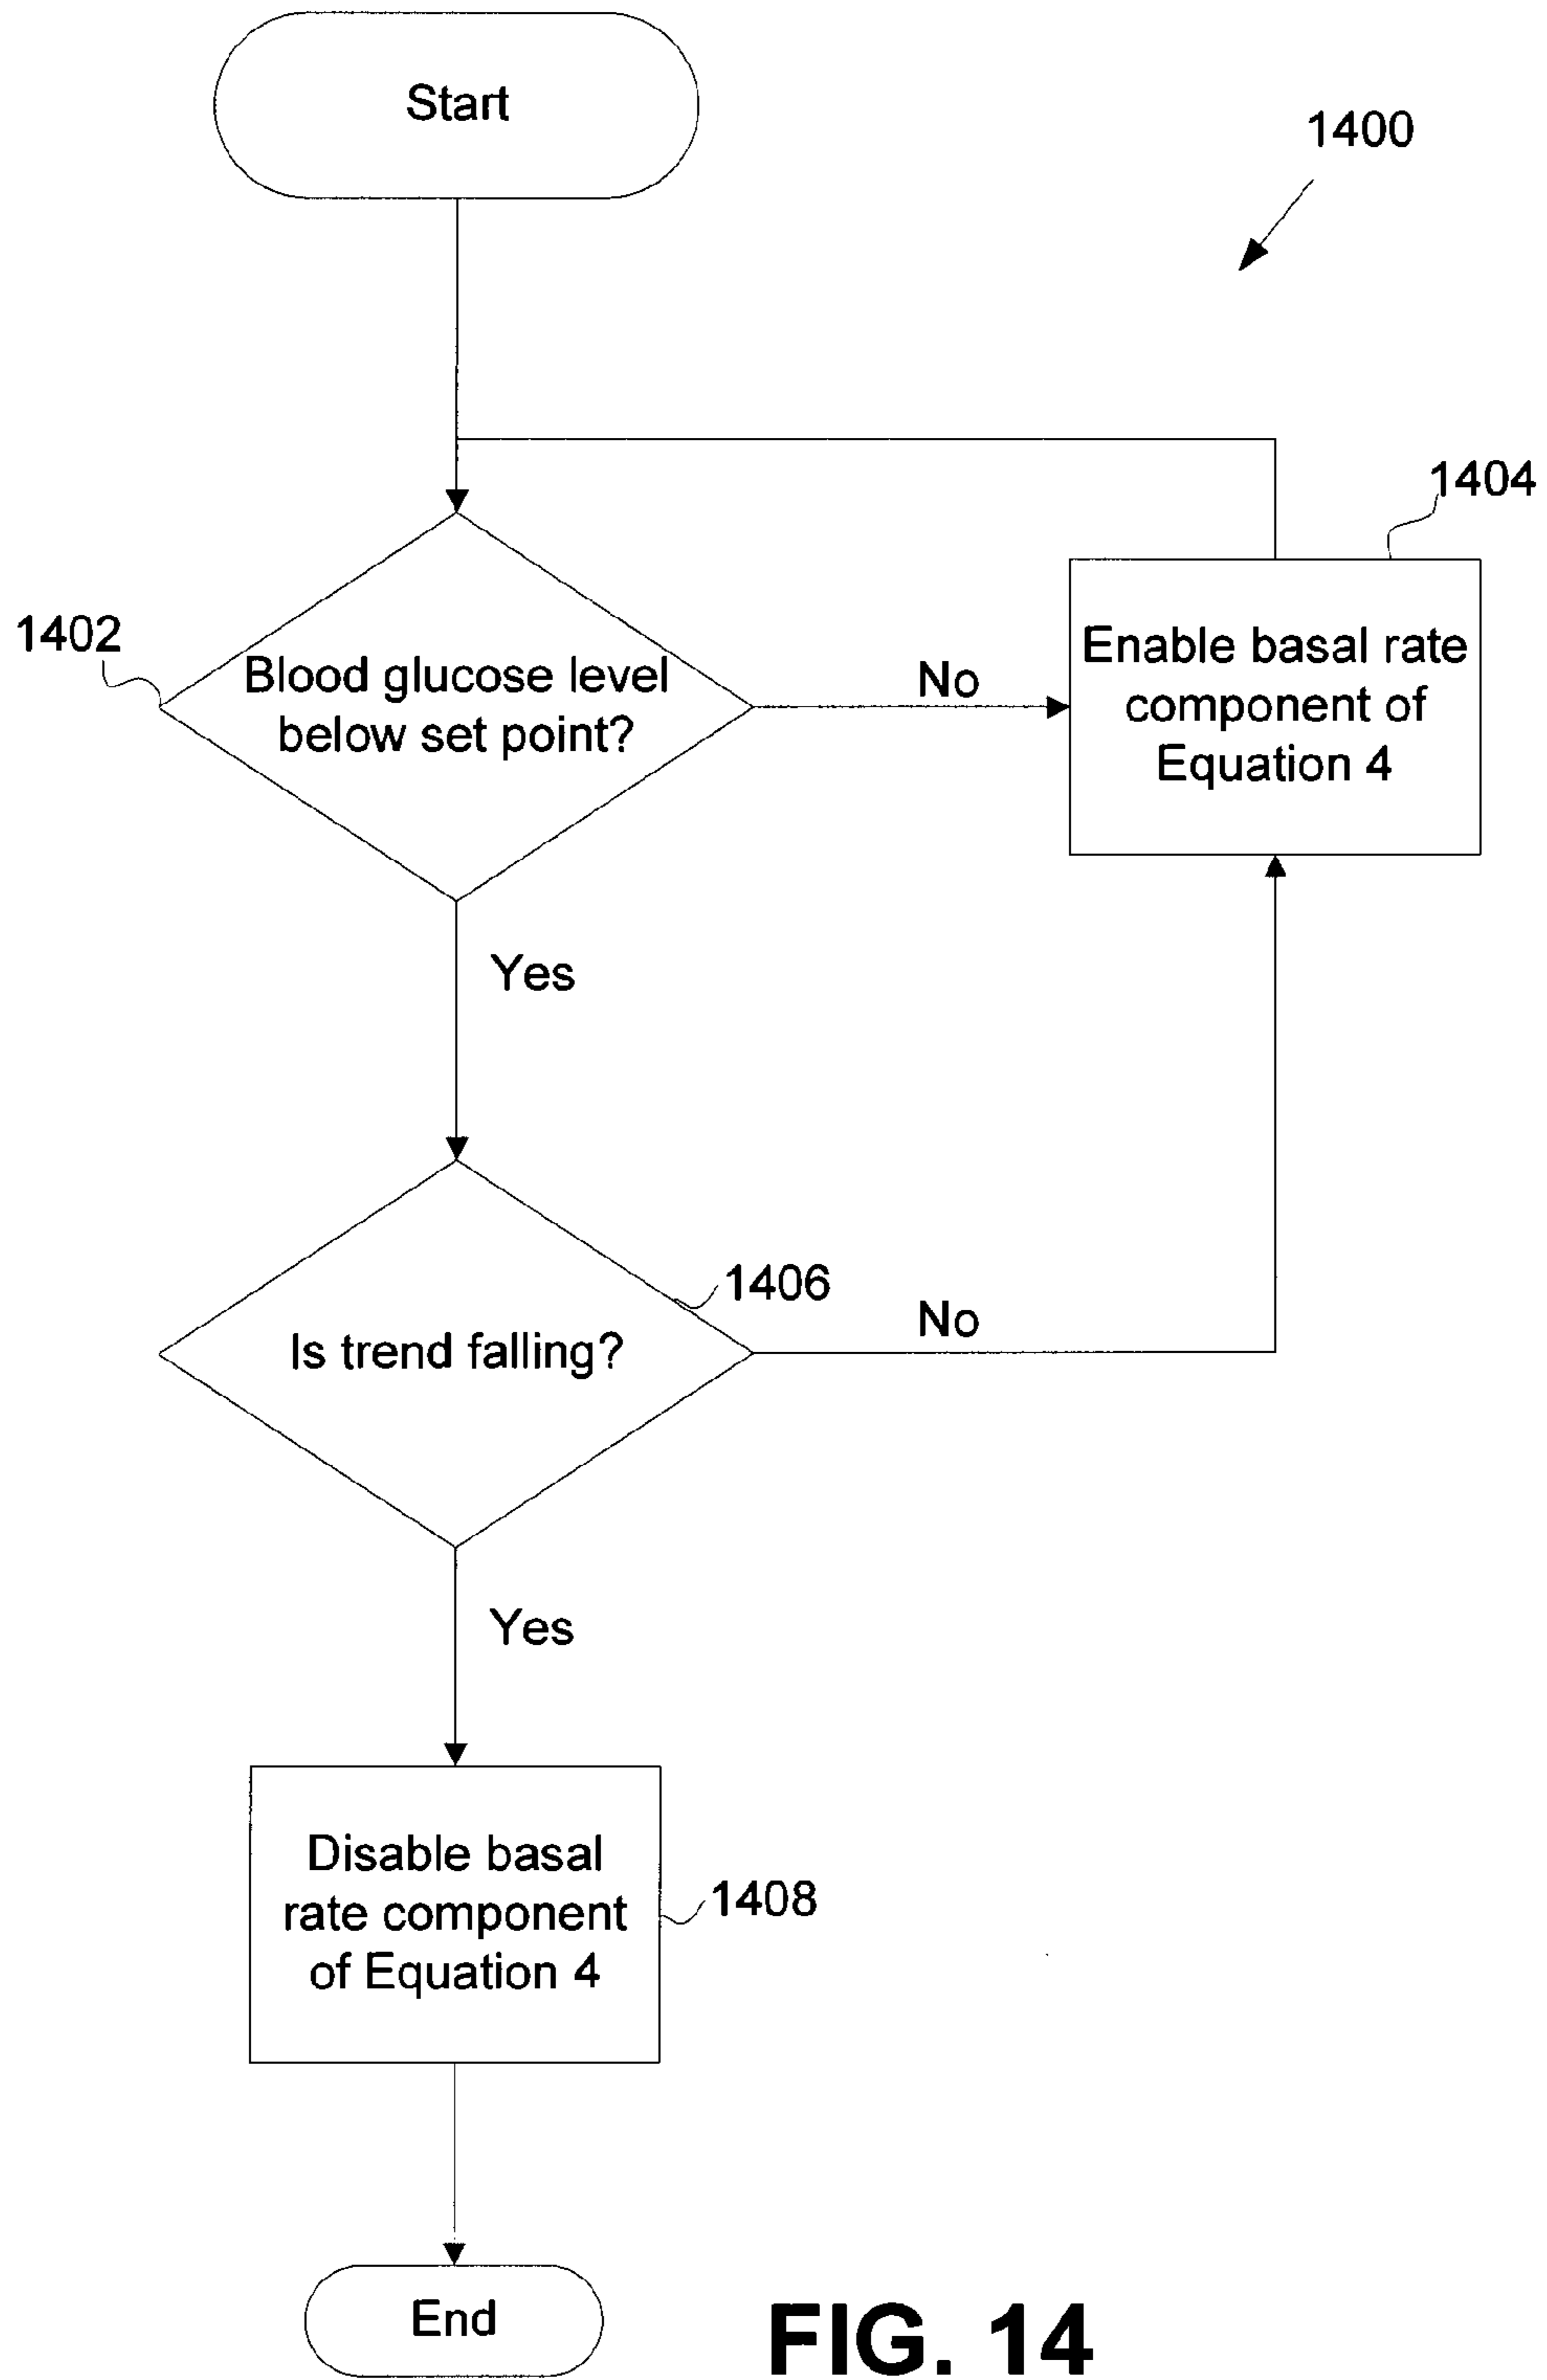 Start
1400
1404
1402
Blood glucose level
below set point?
No
Enable basal rate
component of
Equation 4
Yes
1406
Is trend falling?
No
Yes
Disable basal
rate component
of Equation 4
1408
End
FIG. 14